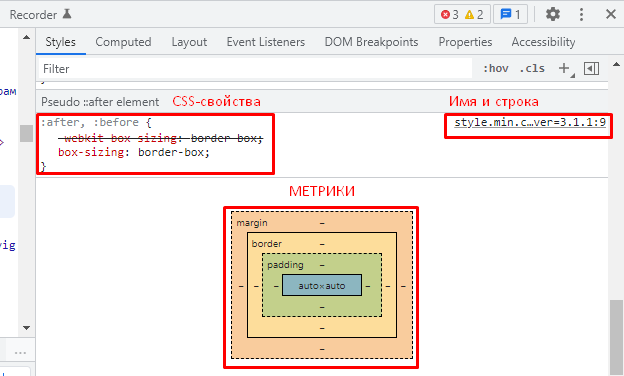 Recorder
3 2 1
Styles Computed Layout Event Listeners DOM Breakpoints Properties Accessibility
Filter :hov .cls
Pseudo ::after element CSS-свойства Имя и строка
:after, :before { style.min.c…ver=3.1.1:9
-webkit-box-sizing: border-box;
box-sizing: border-box;
}
МЕТРИКИ
margin –
border –
padding –
– – – auto×auto – – –
–
–
–
рам
vig
...